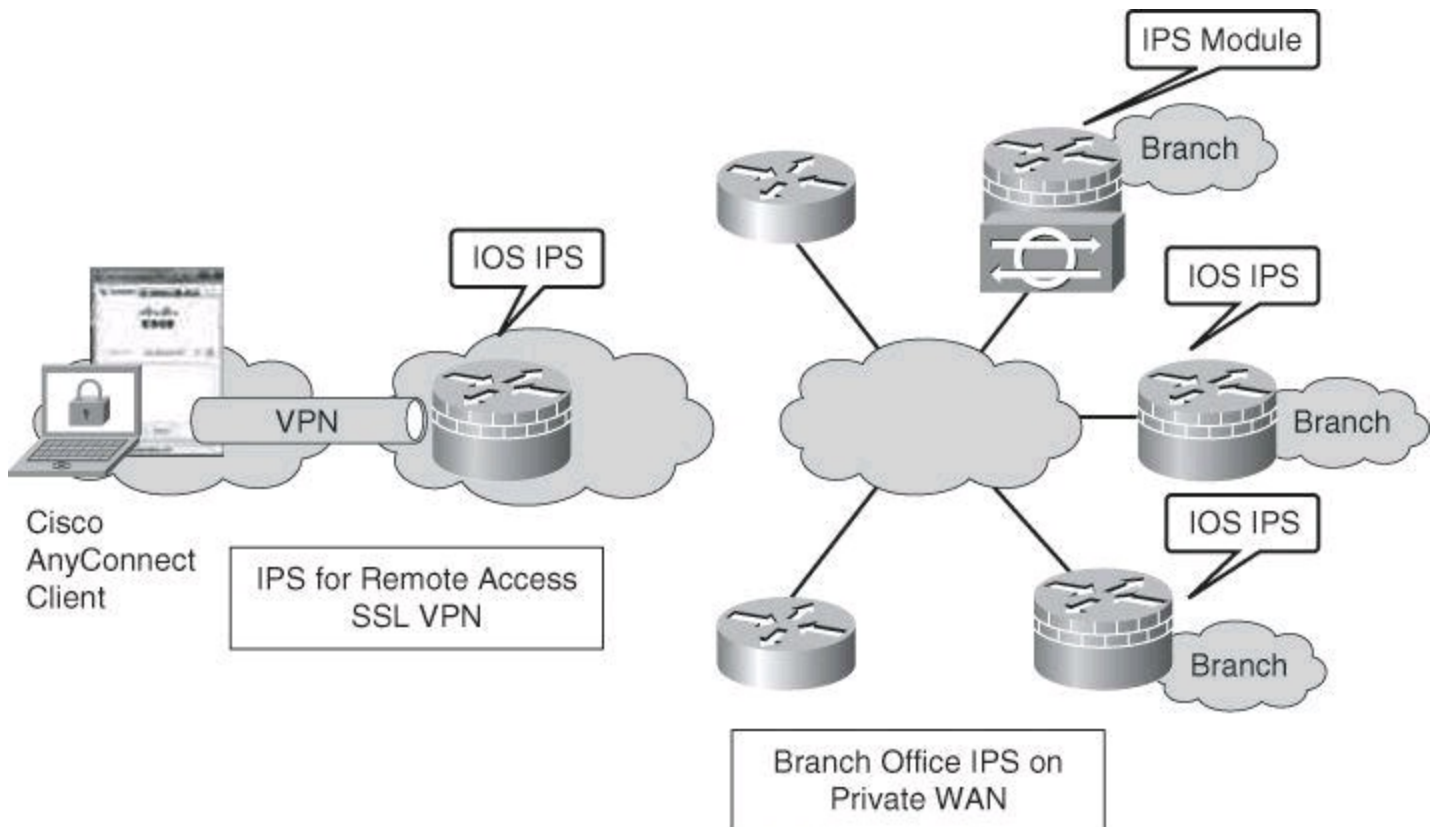 IPS Module
Branch
IOS IPS
IOS IPS
VPN
Branch
Cisco
AnyConnect
Client
IPS for Remote Access
SSL VPN
IOS IPS
Branch
Branch Office IPS on
Private WAN